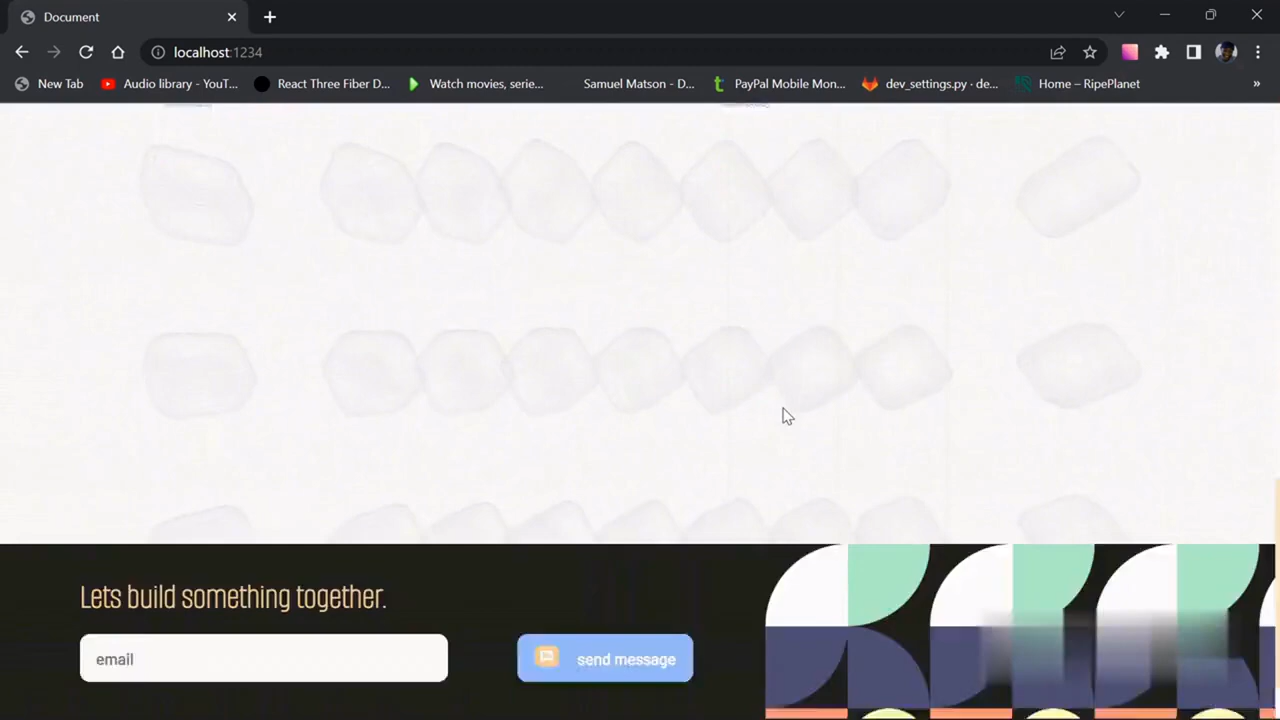 Document
localhost:1234
New Tab
Audio library - YouT...
React Three Fiber D...
Watch movies, serie...
Samuel Matson - D...
PayPal Mobile Mon...
dev_settings.py – de...
Home – RipePlanet
»
Lets build something together.
email
send message